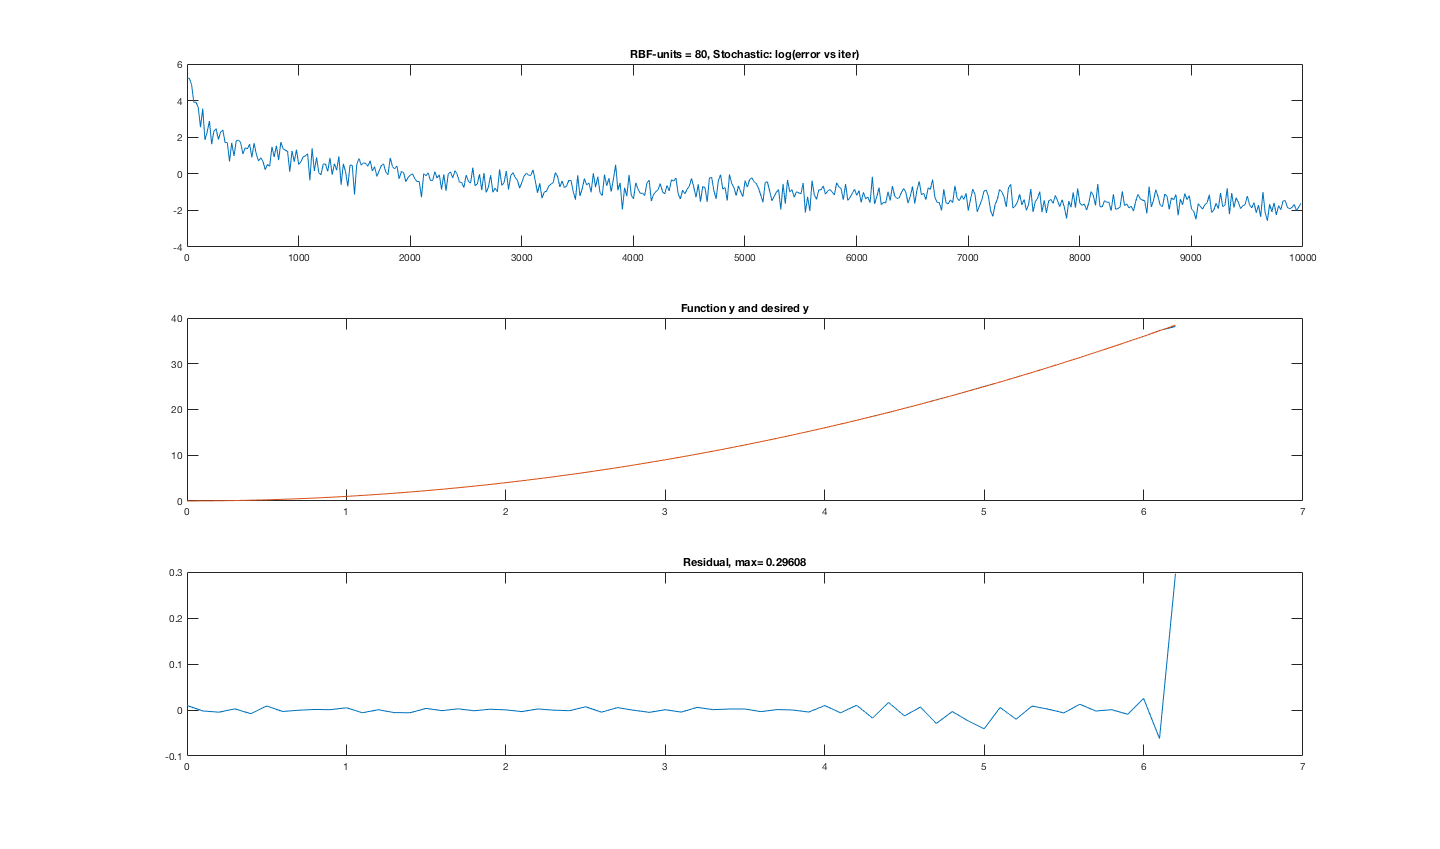 RBF-units = 80, Stochastic: log(error vs iter)
6
4
2
0
-2
-4
0 1000 2000 3000 4000 5000 6000 7000 8000 9000 10000
Function y and desired y
40
30
20
10
0
0 1 2 3 4 5 6 7
Residual, max= 0.29608
0.3
0.2
0.1
0
-0.1
0 1 2 3 4 5 6 7